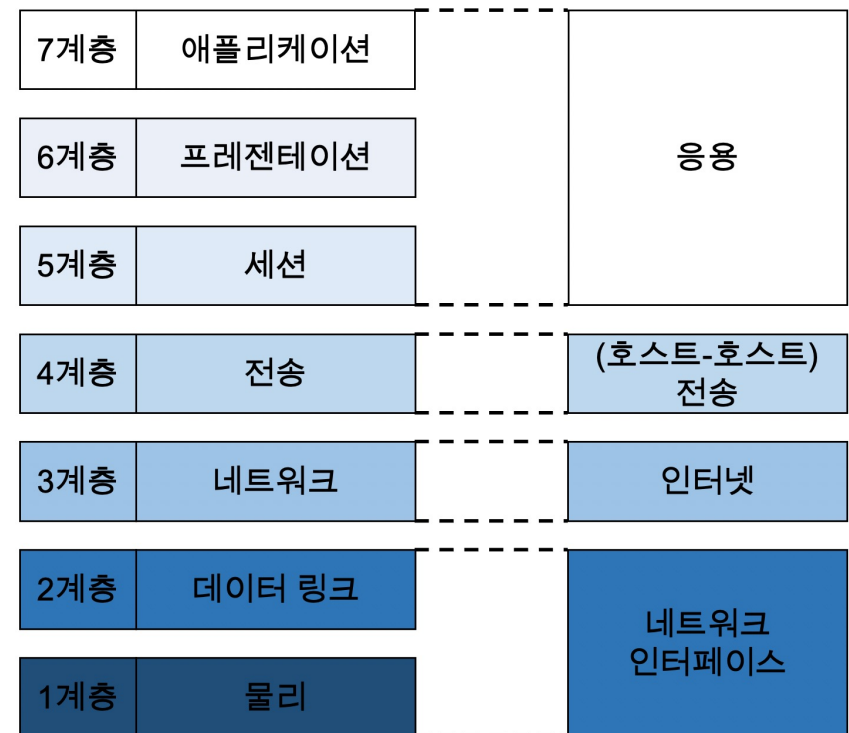 7계층 애플리케이션
6계층 프레젠테이션
응용
5계층 세션
4계층 전송
(호스트-호스트)
전송
3계층 네트워크
인터넷
2계층 데이터 링크
네트워크
인터페이스
1계층 물리